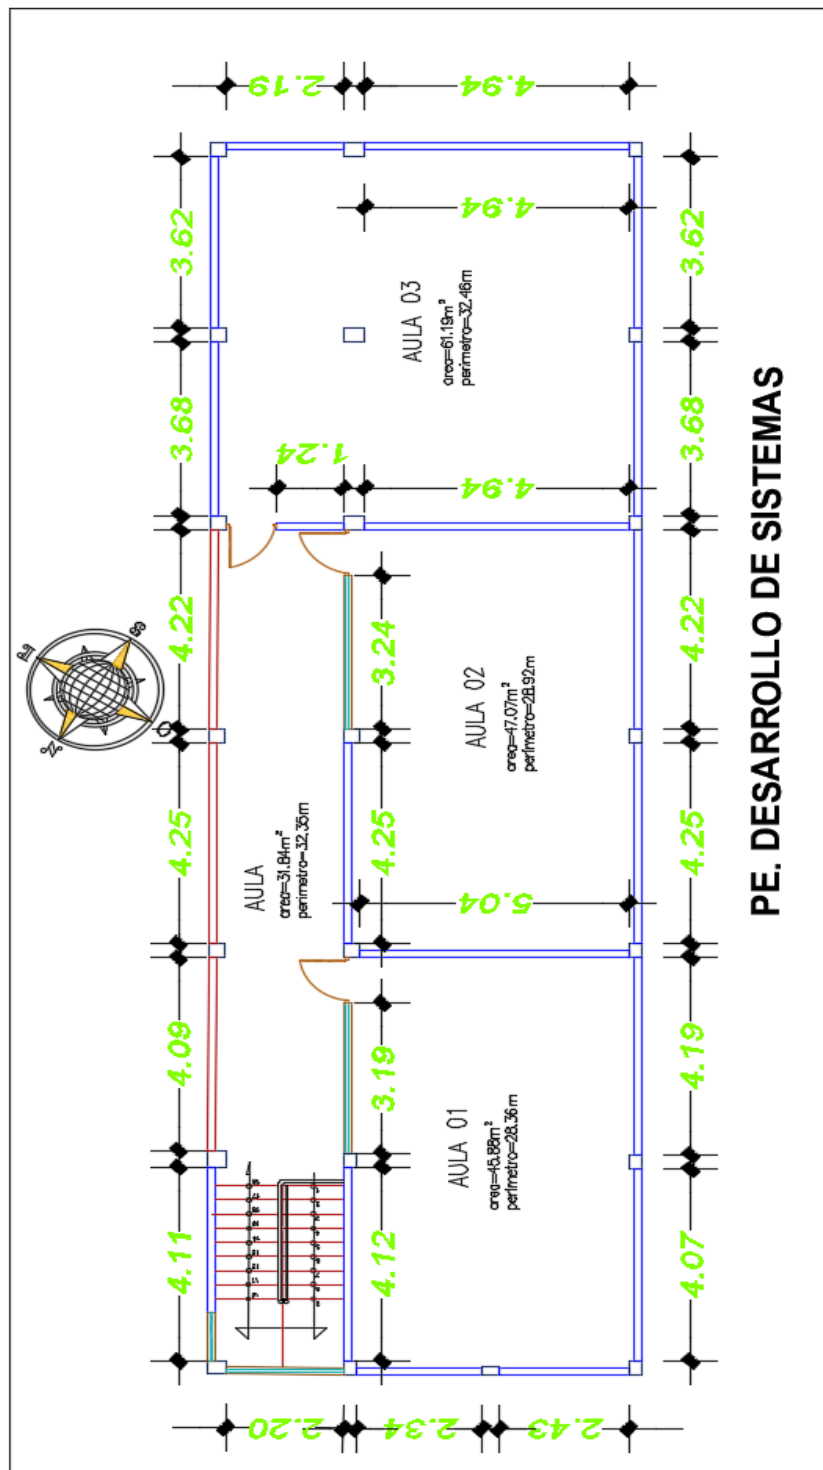 2.19
4.94
3.62
4.94
3.62
AULA 03
area=61.19m²
perimetro=32.46m
3.68
1.24
4.94
3.68
4.22
3.24
AULA 02
area=47.07m²
perimetro=28.92m
4.22
4.25
AULA
area=31.84m²
perimetro=32.35m
4.25
5.04
4.25
4.09
3.19
4.19
AULA 01
area=45.88m²
perimetro=28.36m
4.11
4.12
4.07
2.20
2.34
2.43
PE. DESARROLLO DE SISTEMAS